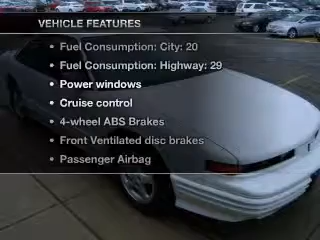 VEHICLE FEATURES
• Fuel Consumption: City: 20
• Fuel Consumption: Highway: 29
• Power windows
• Cruise control
• 4-wheel ABS Brakes
• Front Ventilated disc brakes
• Passenger Airbag